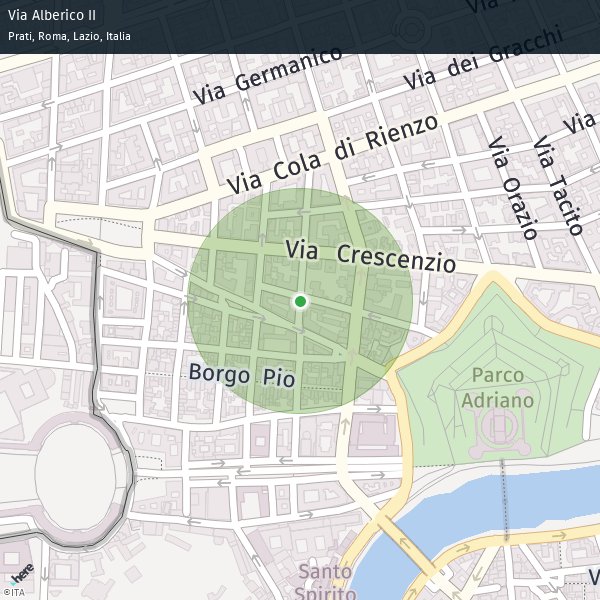 Via Alberico II
Prati, Roma, Lazio, Italia
Via Germanico
Via dei Gracchi
Via Cola di Rienzo
Via
Via Orazio
Via Tacito
Via Crescenzio
Borgo Pio
Parco
Adriano
Santo
Spirito
V
here
©ITA